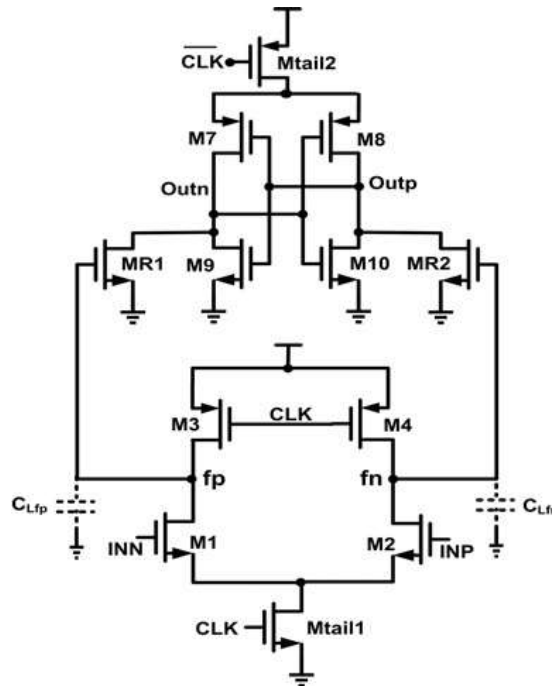 CLK
Mtail2
M7
M8
Outn
Outp
MR1
M9
M10
MR2
M3
CLK
M4
fp
fn
CLfp
CLfn
INN
M1
M2
INP
CLK
Mtail1